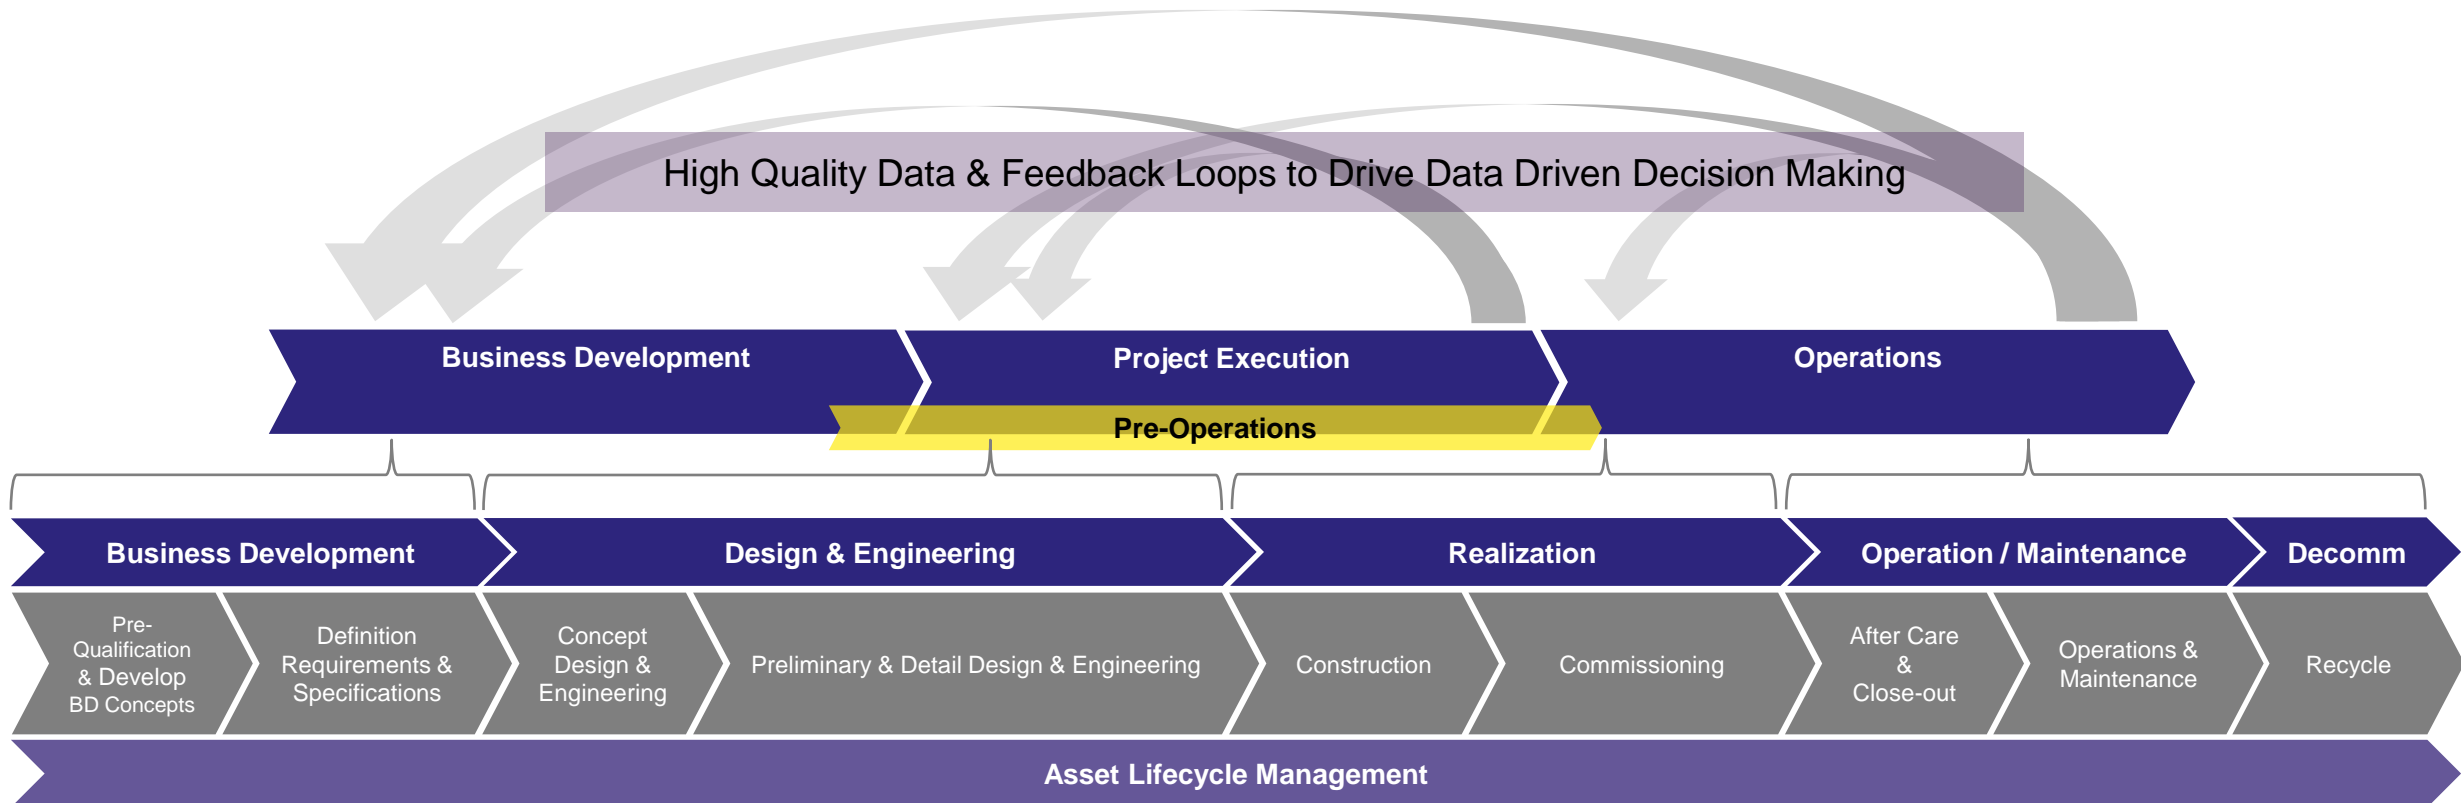 High Quality Data & Feedback Loops to Drive Data Driven Decision Making
Business Development
Project Execution
Operations
Pre-Operations
Business Development
Design & Engineering
Realization
Operation / Maintenance
Decomm
Pre-
Qualification
& Develop
BD Concepts
Definition
Requirements &
Specifications
Concept
Design &
Engineering
Preliminary & Detail Design & Engineering
Construction
Commissioning
After Care
&
Close-out
Operations &
Maintenance
Recycle
Asset Lifecycle Management